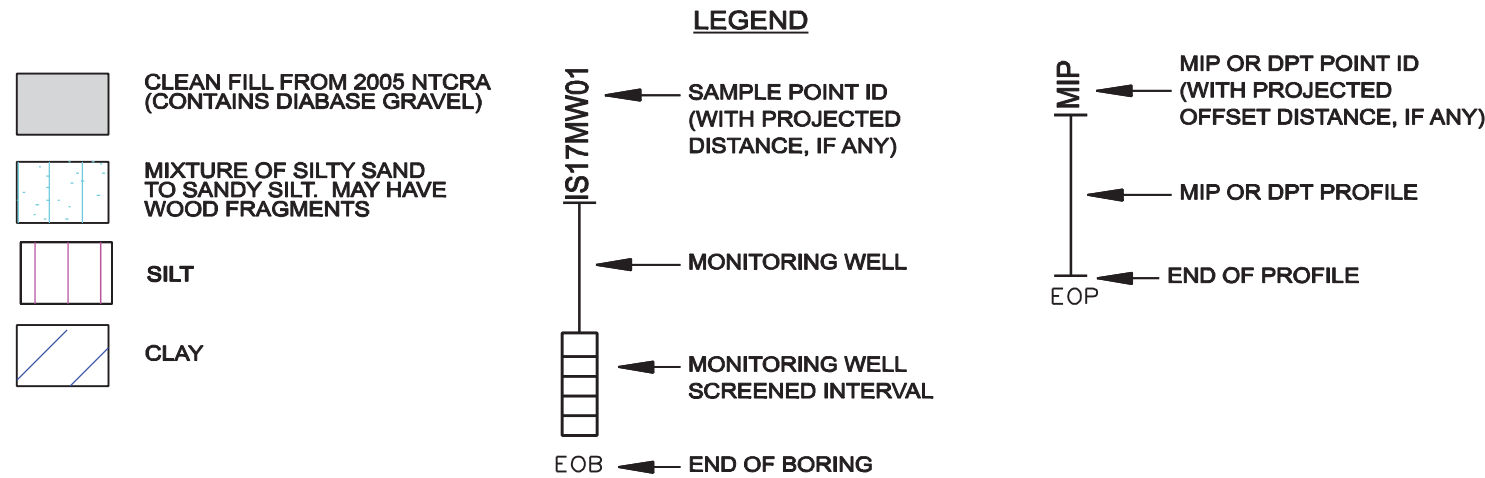 LEGEND
CLEAN FILL FROM 2005 NTCRA
(CONTAINS DIABASE GRAVEL)
MIXTURE OF SILTY SAND
TO SANDY SILT.  MAY HAVE
WOOD FRAGMENTS
SILT
CLAY
IS17MW01
SAMPLE POINT ID
(WITH PROJECTED
DISTANCE, IF ANY)
MONITORING WELL
MONITORING WELL
SCREENED INTERVAL
EOB
END OF BORING
MIP
MIP OR DPT POINT ID
(WITH PROJECTED
OFFSET DISTANCE, IF ANY)
MIP OR DPT PROFILE
END OF PROFILE
EOP